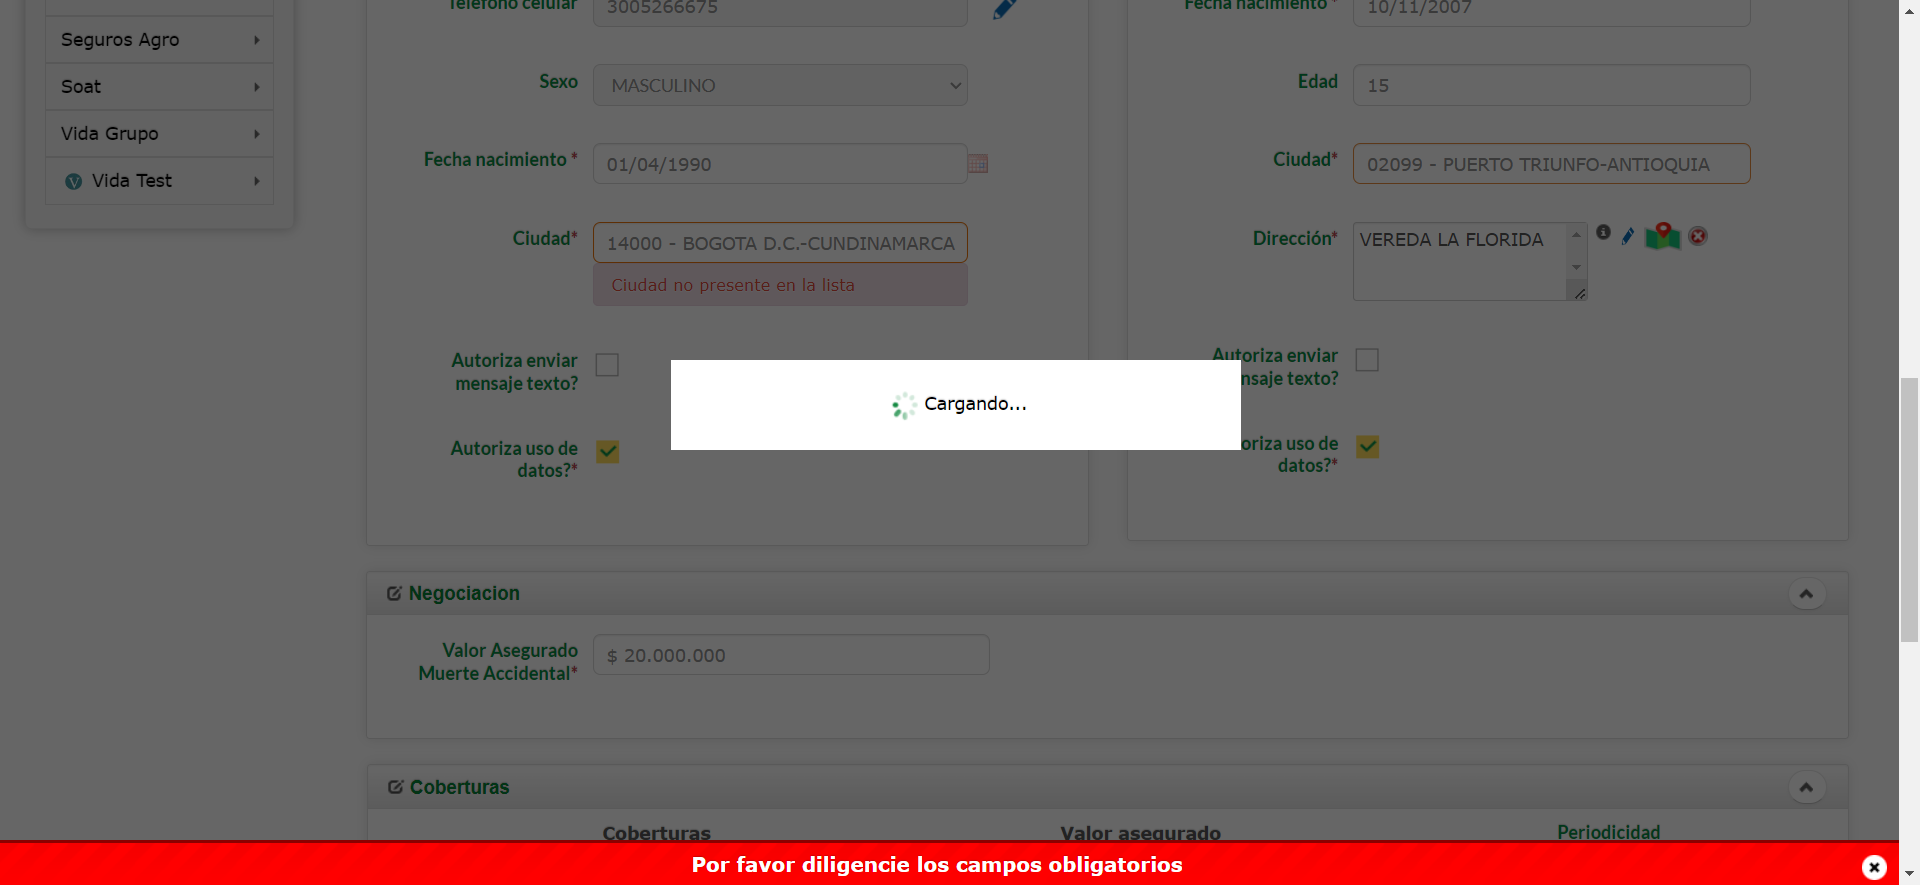 Teléfono celular
3005266675
Fecha nacimiento *
10/11/2007
Seguros Agro
Soat
Vida Grupo
Vida Test
Sexo
MASCULINO
Edad
15
Fecha nacimiento *
01/04/1990
Ciudad*
02099 - PUERTO TRIUNFO-ANTIOQUIA
Ciudad*
14000 - BOGOTA D.C.-CUNDINAMARCA
Ciudad no presente en la lista
Dirección*
VEREDA LA FLORIDA
Autoriza enviar
mensaje texto?
Autoriza enviar
nsaje texto?
Cargando...
Autoriza uso de
datos?*
oriza uso de
datos?*
Negociacion
Valor Asegurado
Muerte Accidental*
$ 20.000.000
Coberturas
Coberturas
Valor asegurado
Periodicidad
Por favor diligencie los campos obligatorios